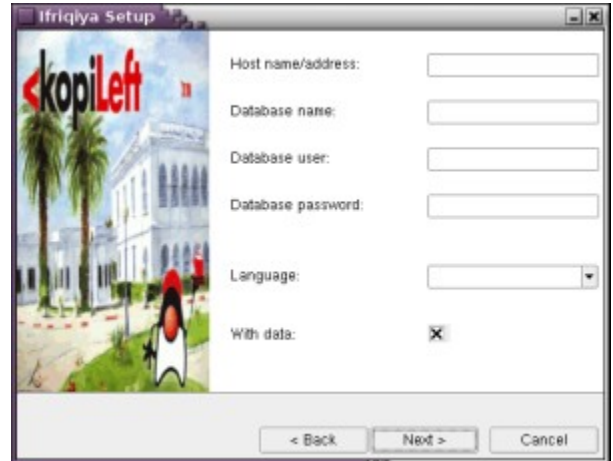 Ifriqiya Setup
<kopiLeft
Host name/address:
Database name:
Database user:
Database password:
Language:
With data:
< Back
Next >
Cancel